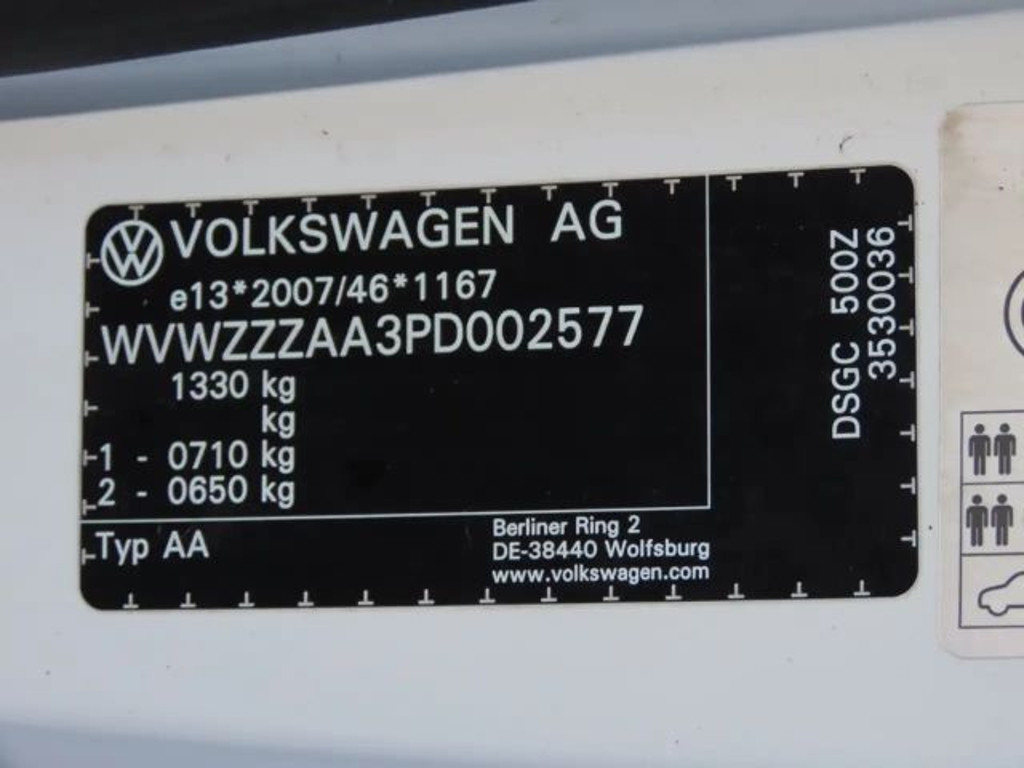 VOLKSWAGEN AG
e13*2007/46*1167
WVWZZZAA3PD002577
1330 kg
kg
1 - 0710 kg
2 - 0650 kg
Typ AA
Berliner Ring 2
DE-38440 Wolfsburg
www.volkswagen.com
DSGC 500Z
3530036